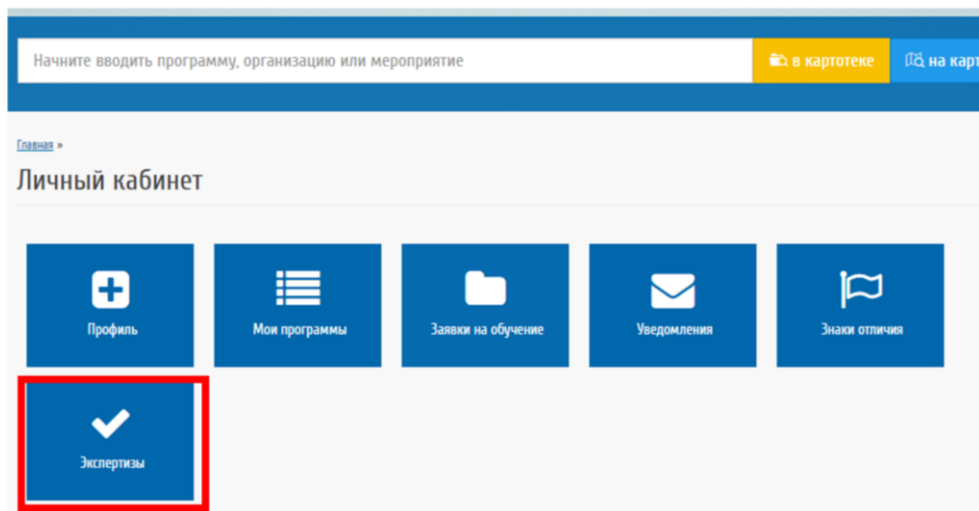 Начните вводить программу, организацию или мероприятие
в картотеке
на карт
Главная »
Личный кабинет
Профиль
Мои программы
Заявки на обучение
Уведомления
Знаки отличия
Экспертизы